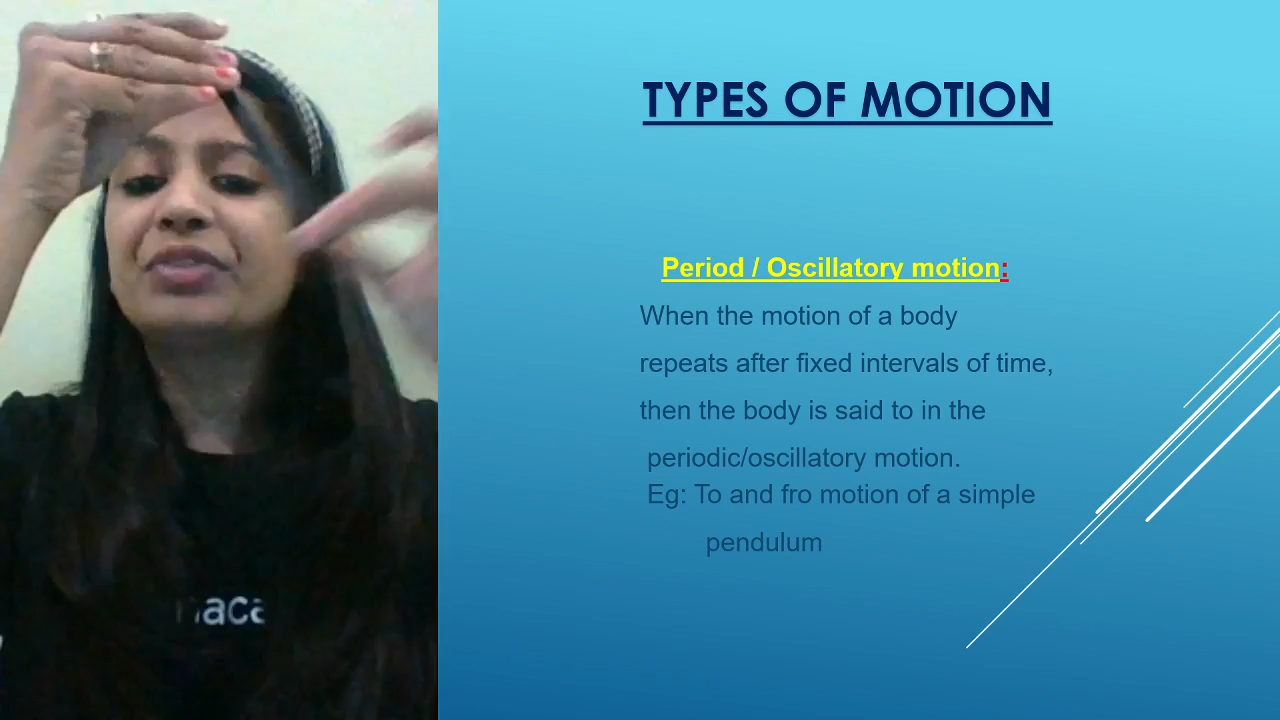 TYPES OF MOTION
Period / Oscillatory motion:
When the motion of a body
repeats after fixed intervals of time,
then the body is said to in the
periodic/oscillatory motion.
Eg: To and fro motion of a simple
pendulum